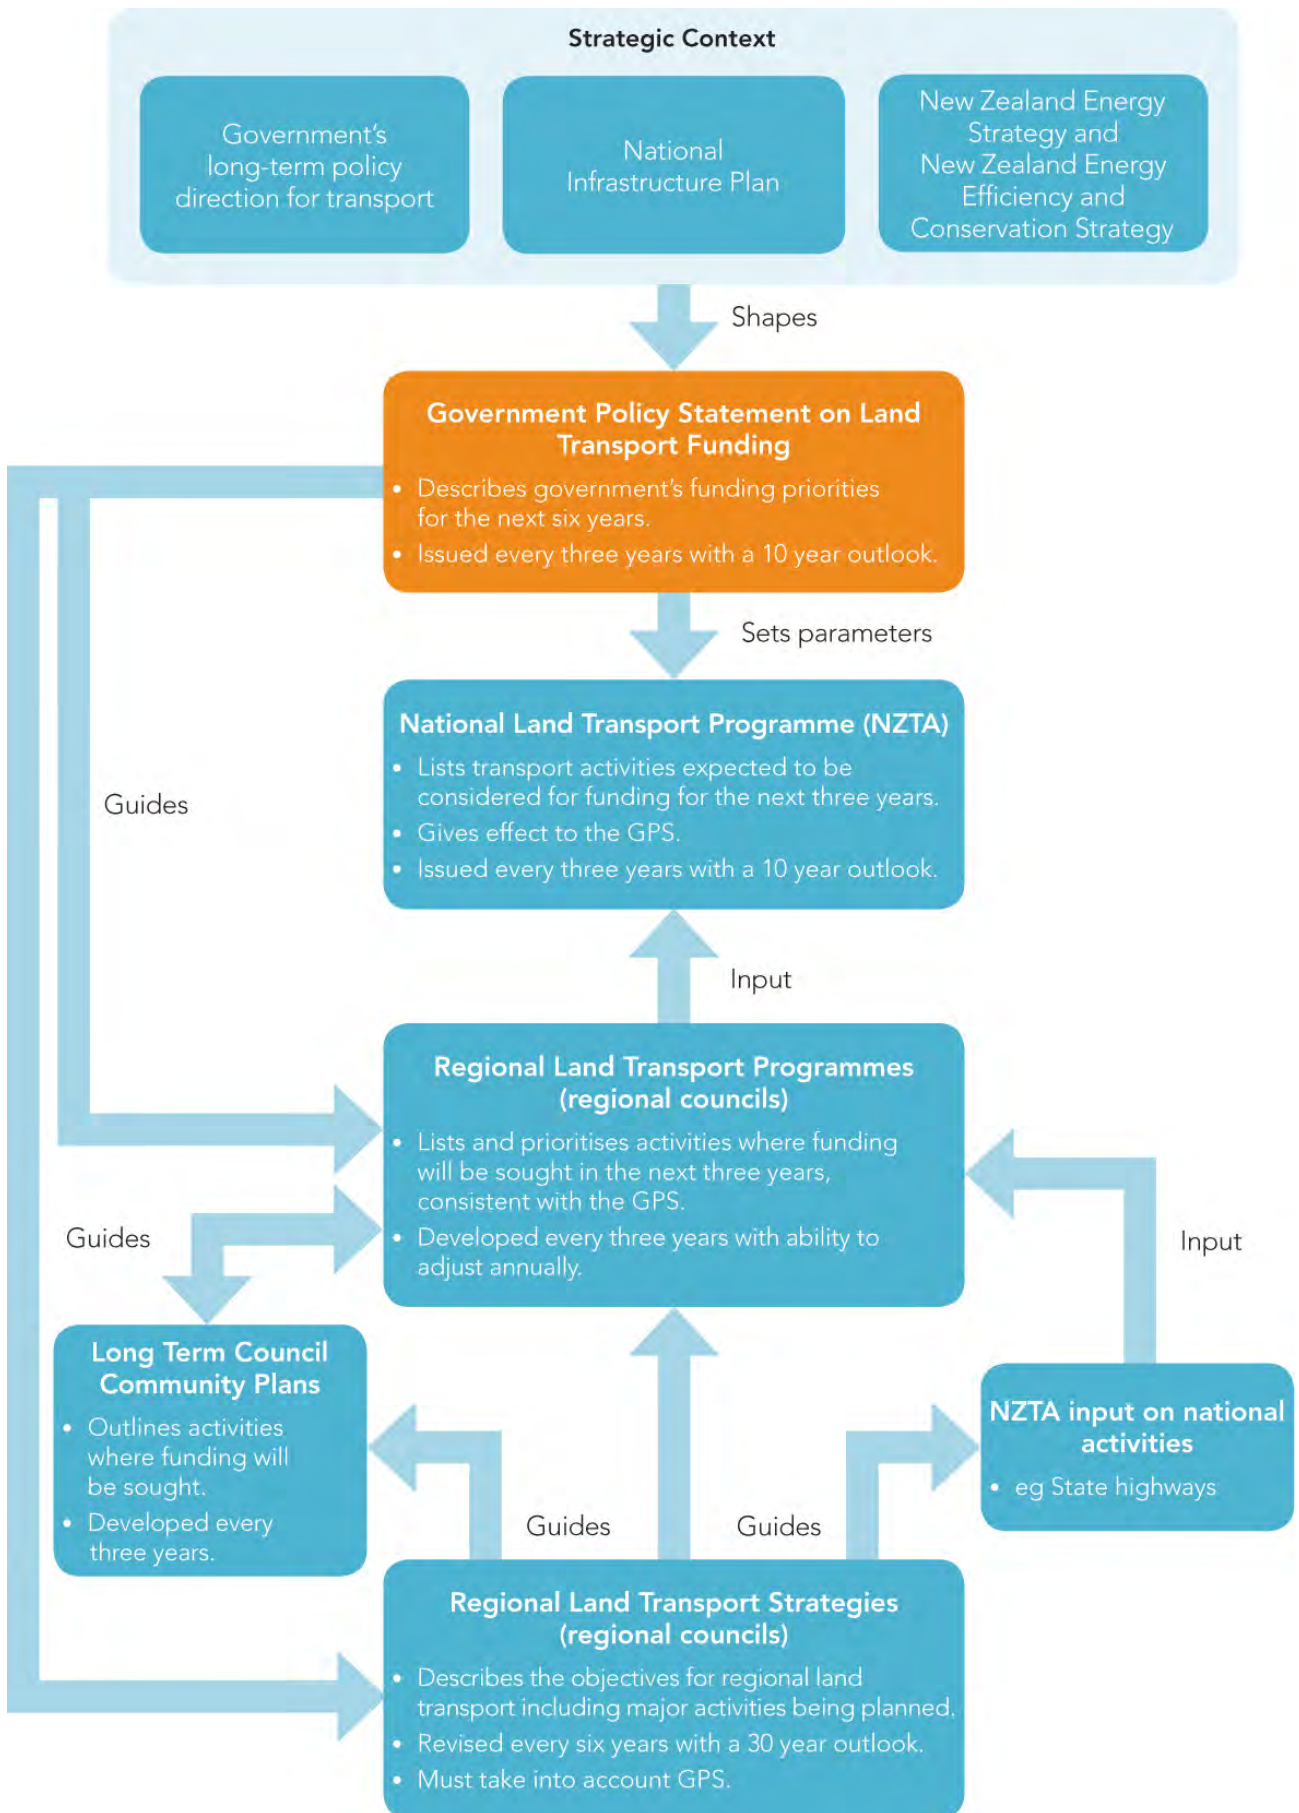 Strategic Context
Government's
long-term policy
direction for transport
National
Infrastructure Plan
New Zealand Energy
Strategy and
New Zealand Energy
Efficiency and
Conservation Strategy
Shapes
Government Policy Statement on Land
Transport Funding
• Describes government's funding priorities
for the next six years.
• Issued every three years with a 10 year outlook.
Sets parameters
National Land Transport Programme (NZTA)
• Lists transport activities expected to be
considered for funding for the next three years.
• Gives effect to the GPS.
• Issued every three years with a 10 year outlook.
Guides
Input
Regional Land Transport Programmes
(regional councils)
• Lists and prioritises activities where funding
will be sought in the next three years,
consistent with the GPS.
• Developed every three years with ability to
adjust annually.
Guides
Input
Long Term Council
Community Plans
• Outlines activities
where funding will
be sought.
• Developed every
three years.
NZTA input on national
activities
• eg State highways
Guides
Guides
Regional Land Transport Strategies
(regional councils)
• Describes the objectives for regional land
transport including major activities being planned.
• Revised every six years with a 30 year outlook.
• Must take into account GPS.